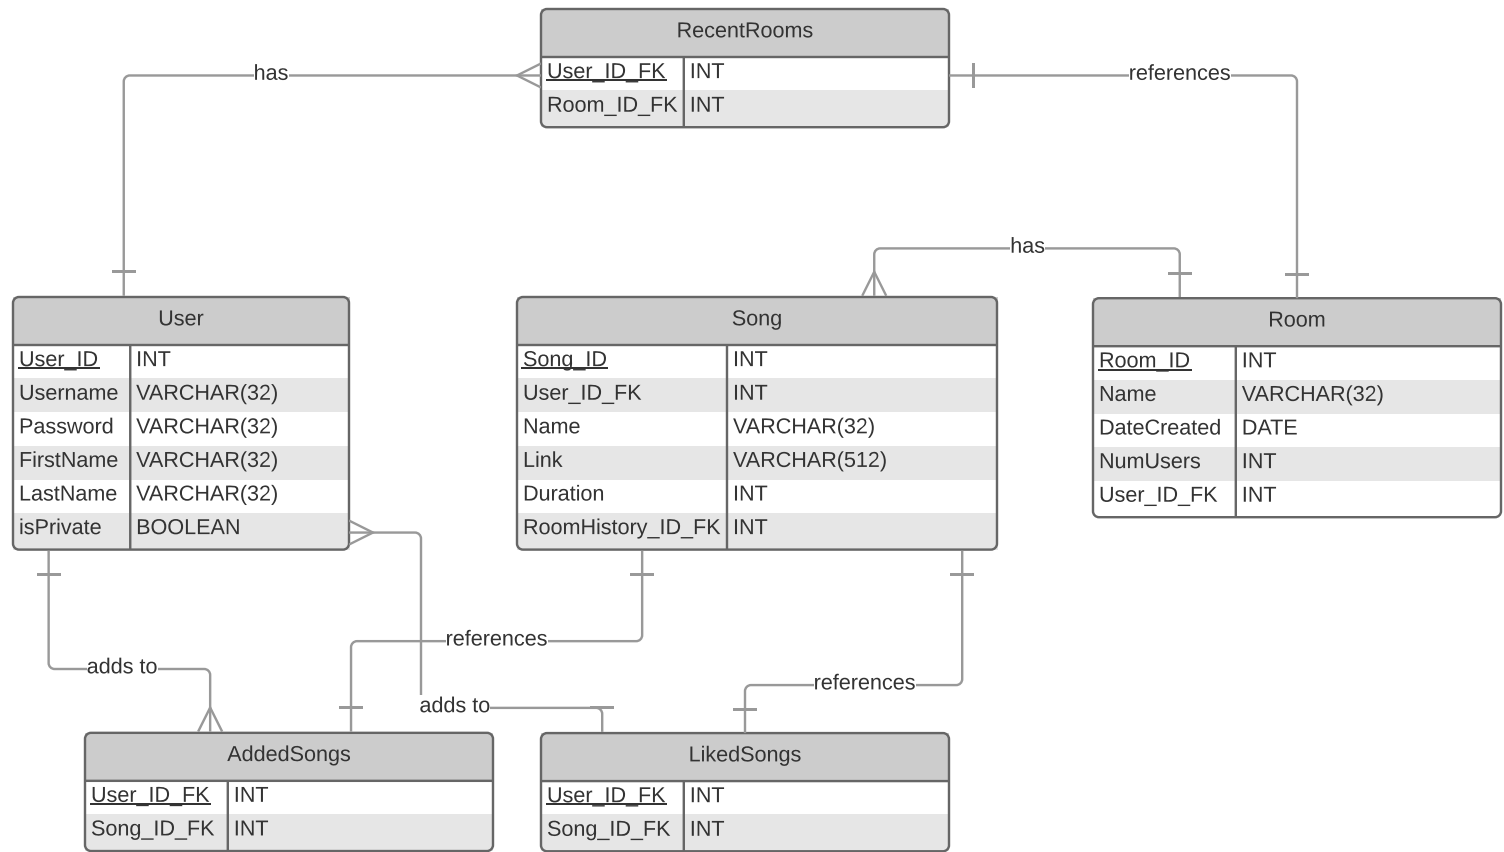 RecentRooms
User_ID_FK INT
Room_ID_FK INT
has
references
has
User
User_ID INT
Username VARCHAR(32)
Password VARCHAR(32)
FirstName VARCHAR(32)
LastName VARCHAR(32)
isPrivate BOOLEAN
Song
Song_ID INT
User_ID_FK INT
Name VARCHAR(32)
Link VARCHAR(512)
Duration INT
RoomHistory_ID_FK INT
Room
Room_ID INT
Name VARCHAR(32)
DateCreated DATE
NumUsers INT
User_ID_FK INT
references
adds to
references
adds to
AddedSongs
User_ID_FK INT
Song_ID_FK INT
LikedSongs
User_ID_FK INT
Song_ID_FK INT